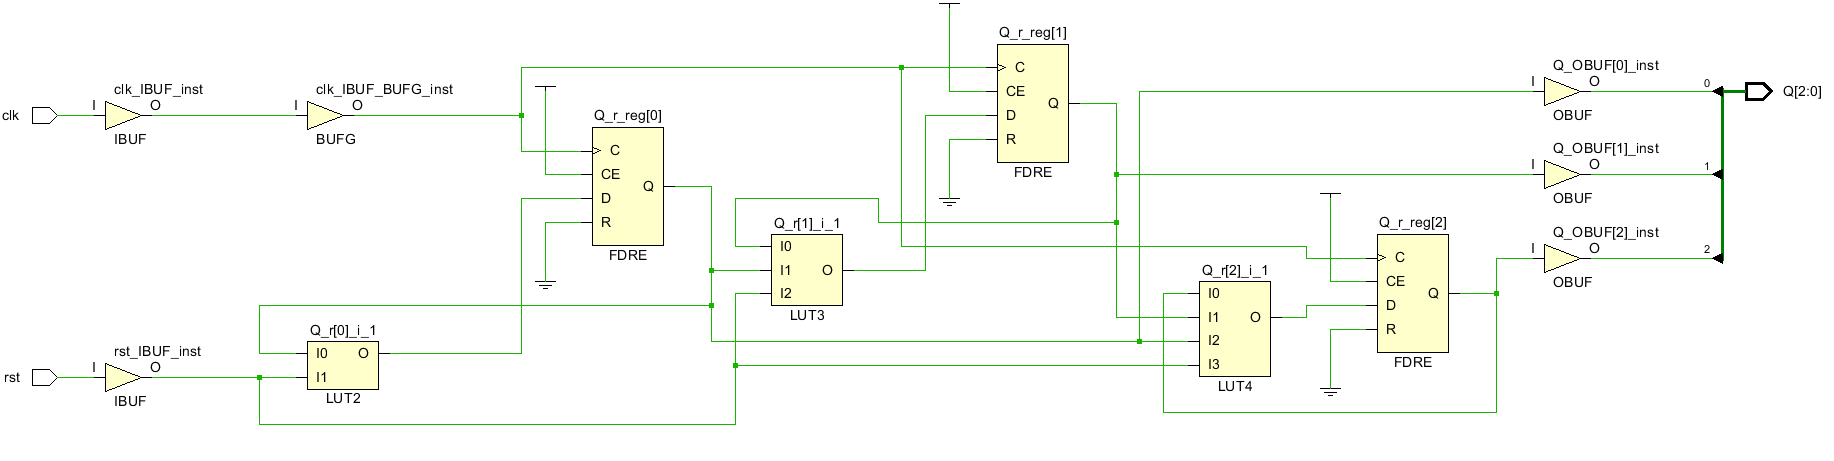 clk
I
clk_IBUF_inst
O
IBUF
I
clk_IBUF_BUFG_inst
O
BUFG
rst
I
rst_IBUF_inst
O
IBUF
Q_r[0]_i_1
I0
O
I1
LUT2
Q_r_reg[0]
C
CE
Q
D
R
FDRE
Q_r[1]_i_1
I0
I1
O
I2
LUT3
Q_r_reg[1]
C
CE
Q
D
R
FDRE
Q_r[2]_i_1
I0
I1
O
I2
I3
LUT4
Q_r_reg[2]
C
CE
Q
D
R
FDRE
Q_OBUF[0]_inst
I
O
OBUF
0
Q_OBUF[1]_inst
I
O
OBUF
1
Q_OBUF[2]_inst
I
O
OBUF
2
Q[2:0]